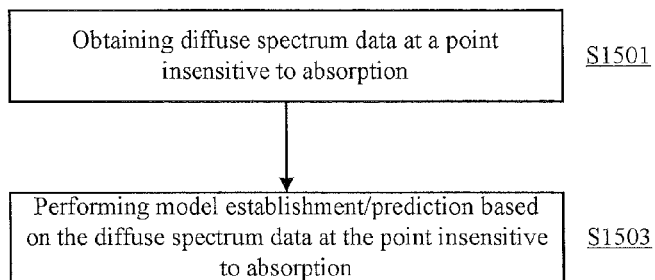 Obtaining diffuse spectrum data at a point
insensitive to absorption
S1501
Performing model establishment/prediction based
on the diffuse spectrum data at the point insensitive
to absorption
S1503